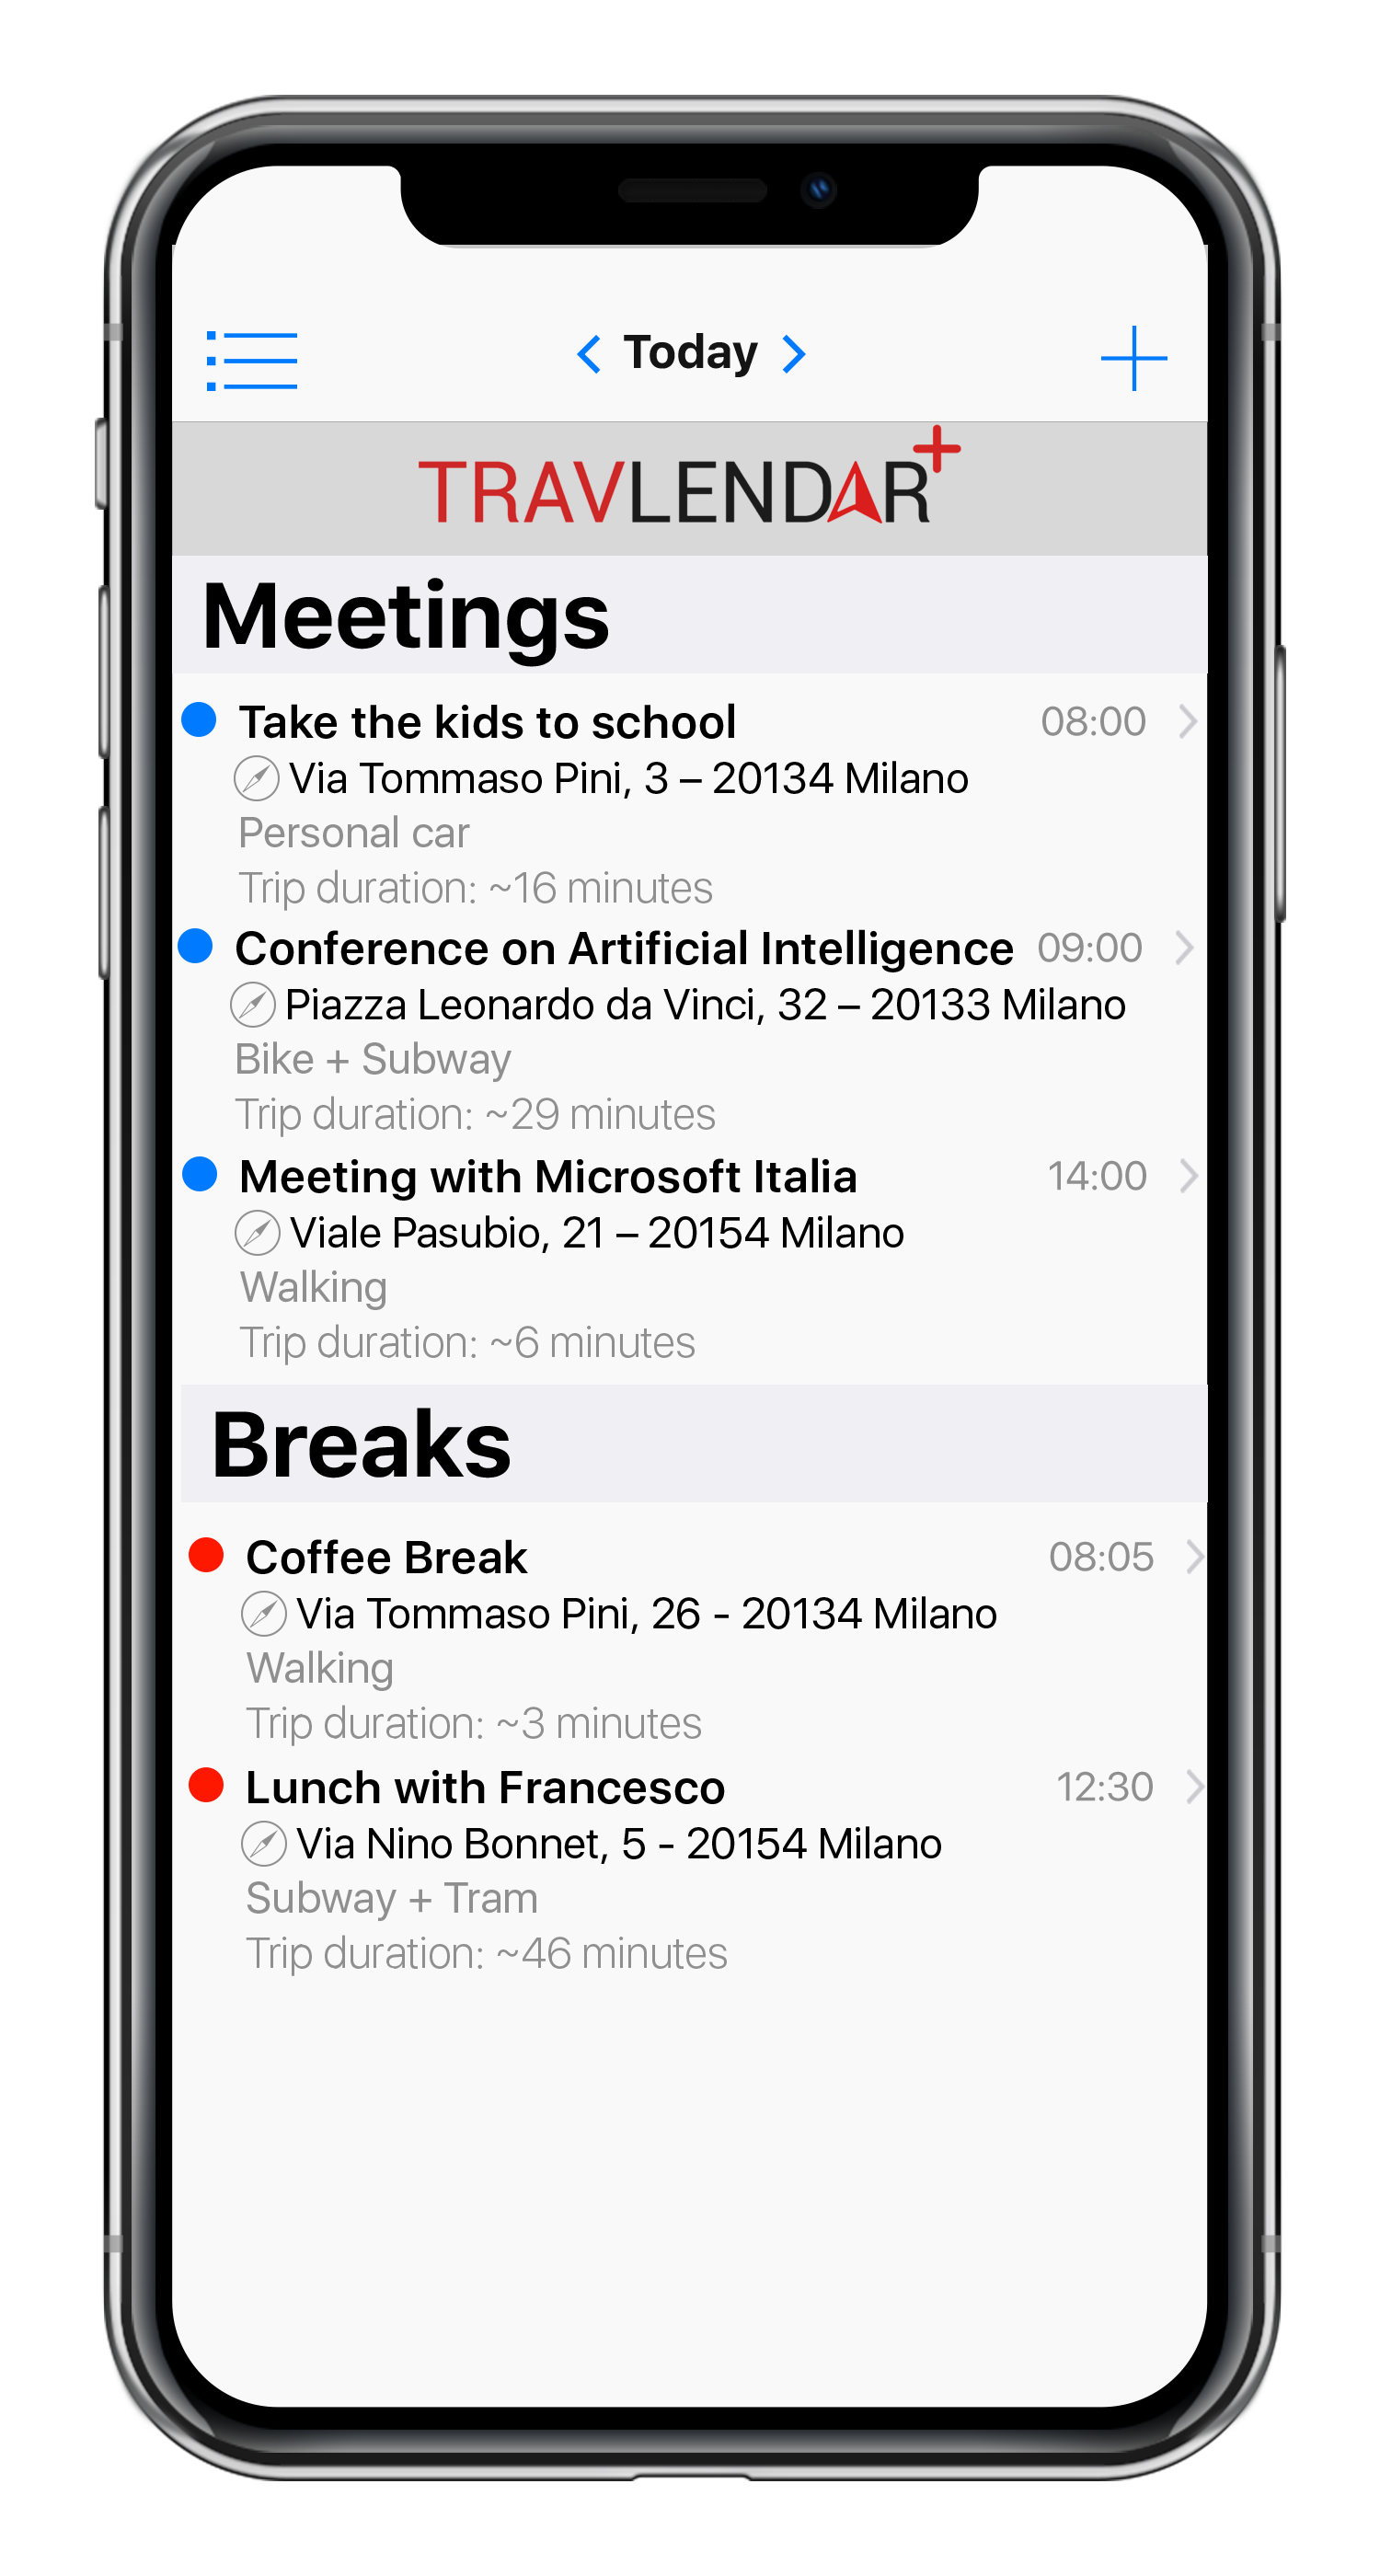 Today
TRAVLENDAR+
Meetings
Take the kids to school 08:00
Via Tommaso Pini, 3 – 20134 Milano
Personal car
Trip duration: ~16 minutes
Conference on Artificial Intelligence 09:00
Piazza Leonardo da Vinci, 32 – 20133 Milano
Bike + Subway
Trip duration: ~29 minutes
Meeting with Microsoft Italia 14:00
Viale Pasubio, 21 – 20154 Milano
Walking
Trip duration: ~6 minutes
Breaks
Coffee Break 08:05
Via Tommaso Pini, 26 - 20134 Milano
Walking
Trip duration: ~3 minutes
Lunch with Francesco 12:30
Via Nino Bonnet, 5 - 20154 Milano
Subway + Tram
Trip duration: ~46 minutes